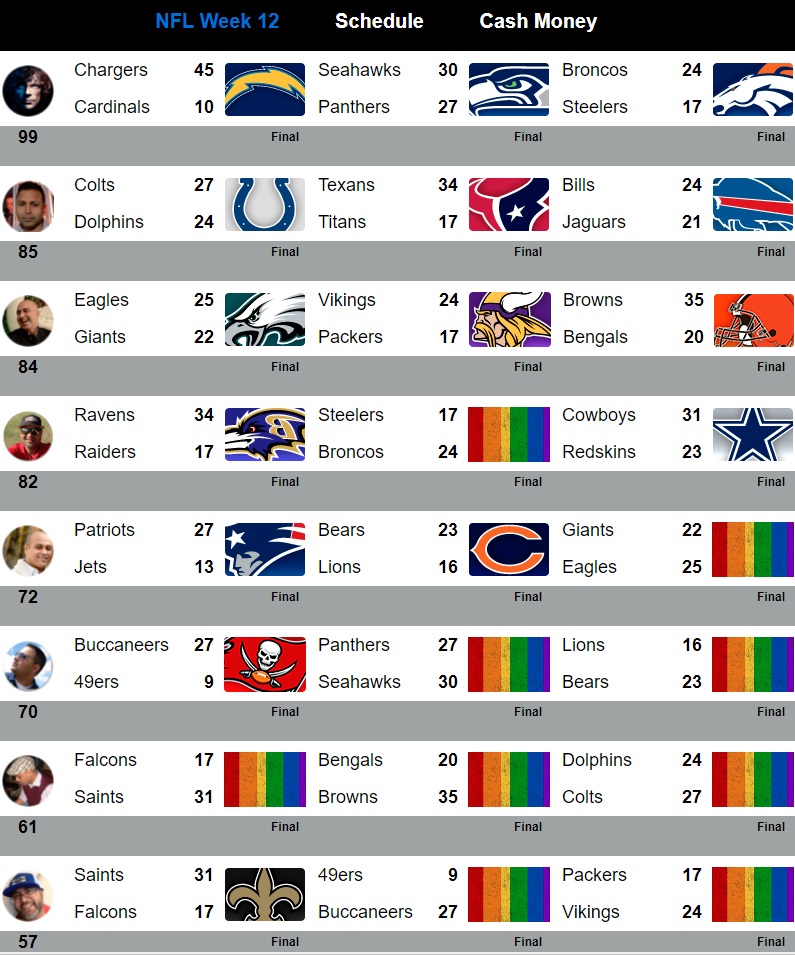 NFL Week 12 Schedule Cash Money
Chargers 45 Seahawks 30 Broncos 24
Cardinals 10 Panthers 27 Steelers 17
99 Final Final Final
Colts 27 Texans 34 Bills 24
Dolphins 24 Titans 17 Jaguars 21
85 Final Final Final
Eagles 25 Vikings 24 Browns 35
Giants 22 Packers 17 Bengals 20
84 Final Final Final
Ravens 34 Steelers 17 Cowboys 31
Raiders 17 Broncos 24 Redskins 23
82 Final Final Final
Patriots 27 Bears 23 Giants 22
Jets 13 Lions 16 Eagles 25
72 Final Final Final
Buccaneers 27 Panthers 27 Lions 16
49ers 9 Seahawks 30 Bears 23
70 Final Final Final
Falcons 17 Bengals 20 Dolphins 24
Saints 31 Browns 35 Colts 27
61 Final Final Final
Saints 31 49ers 9 Packers 17
Falcons 17 Buccaneers 27 Vikings 24
57 Final Final Final